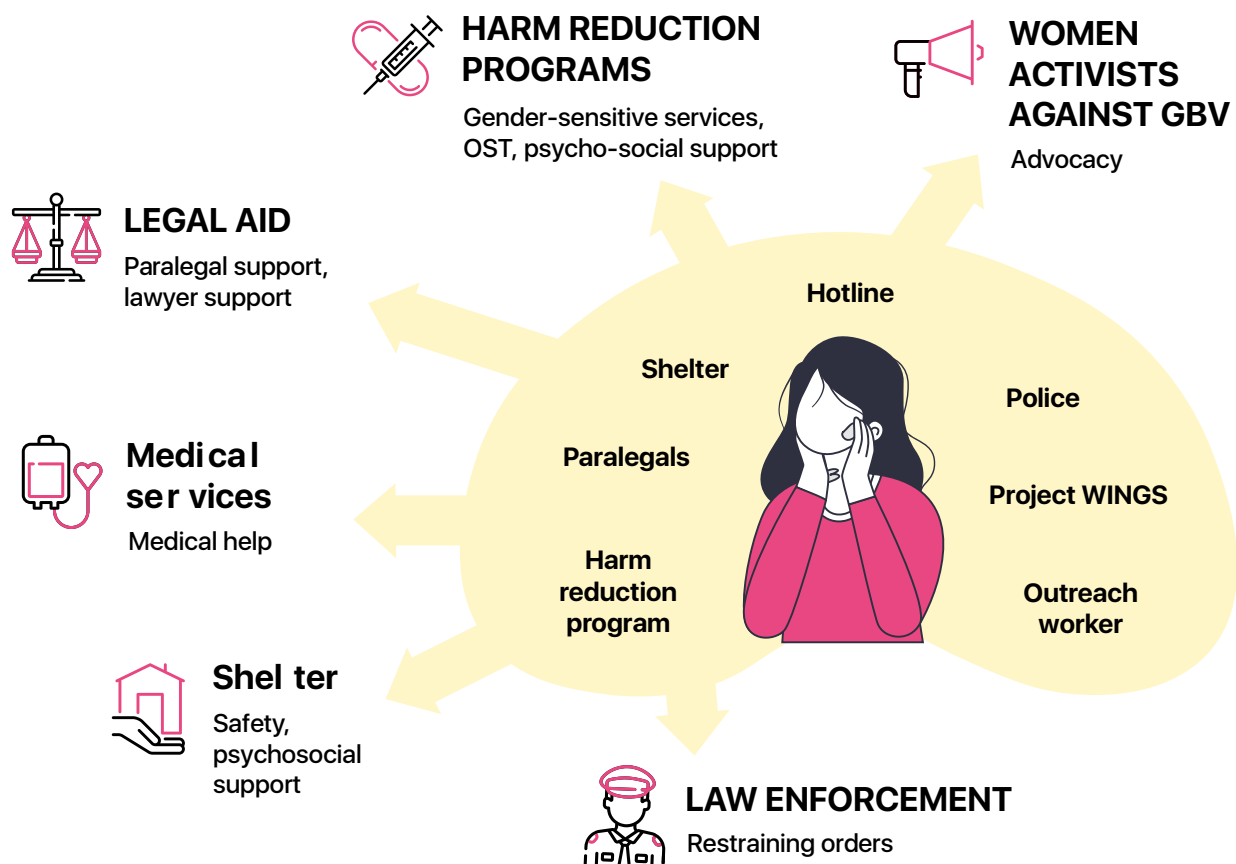 HARM REDUCTION
PROGRAMS
Gender-sensitive services,
OST, psycho-social support
WOMEN
ACTIVISTS
AGAINST GBV
Advocacy
LEGAL AID
Paralegal support,
lawyer support
Medical
services
Medical help
Shelter
Safety,
psychosocial
support
LAW ENFORCEMENT
Restraining orders
Hotline
Shelter
Police
Paralegals
Project WINGS
Harm
reduction
program
Outreach
worker